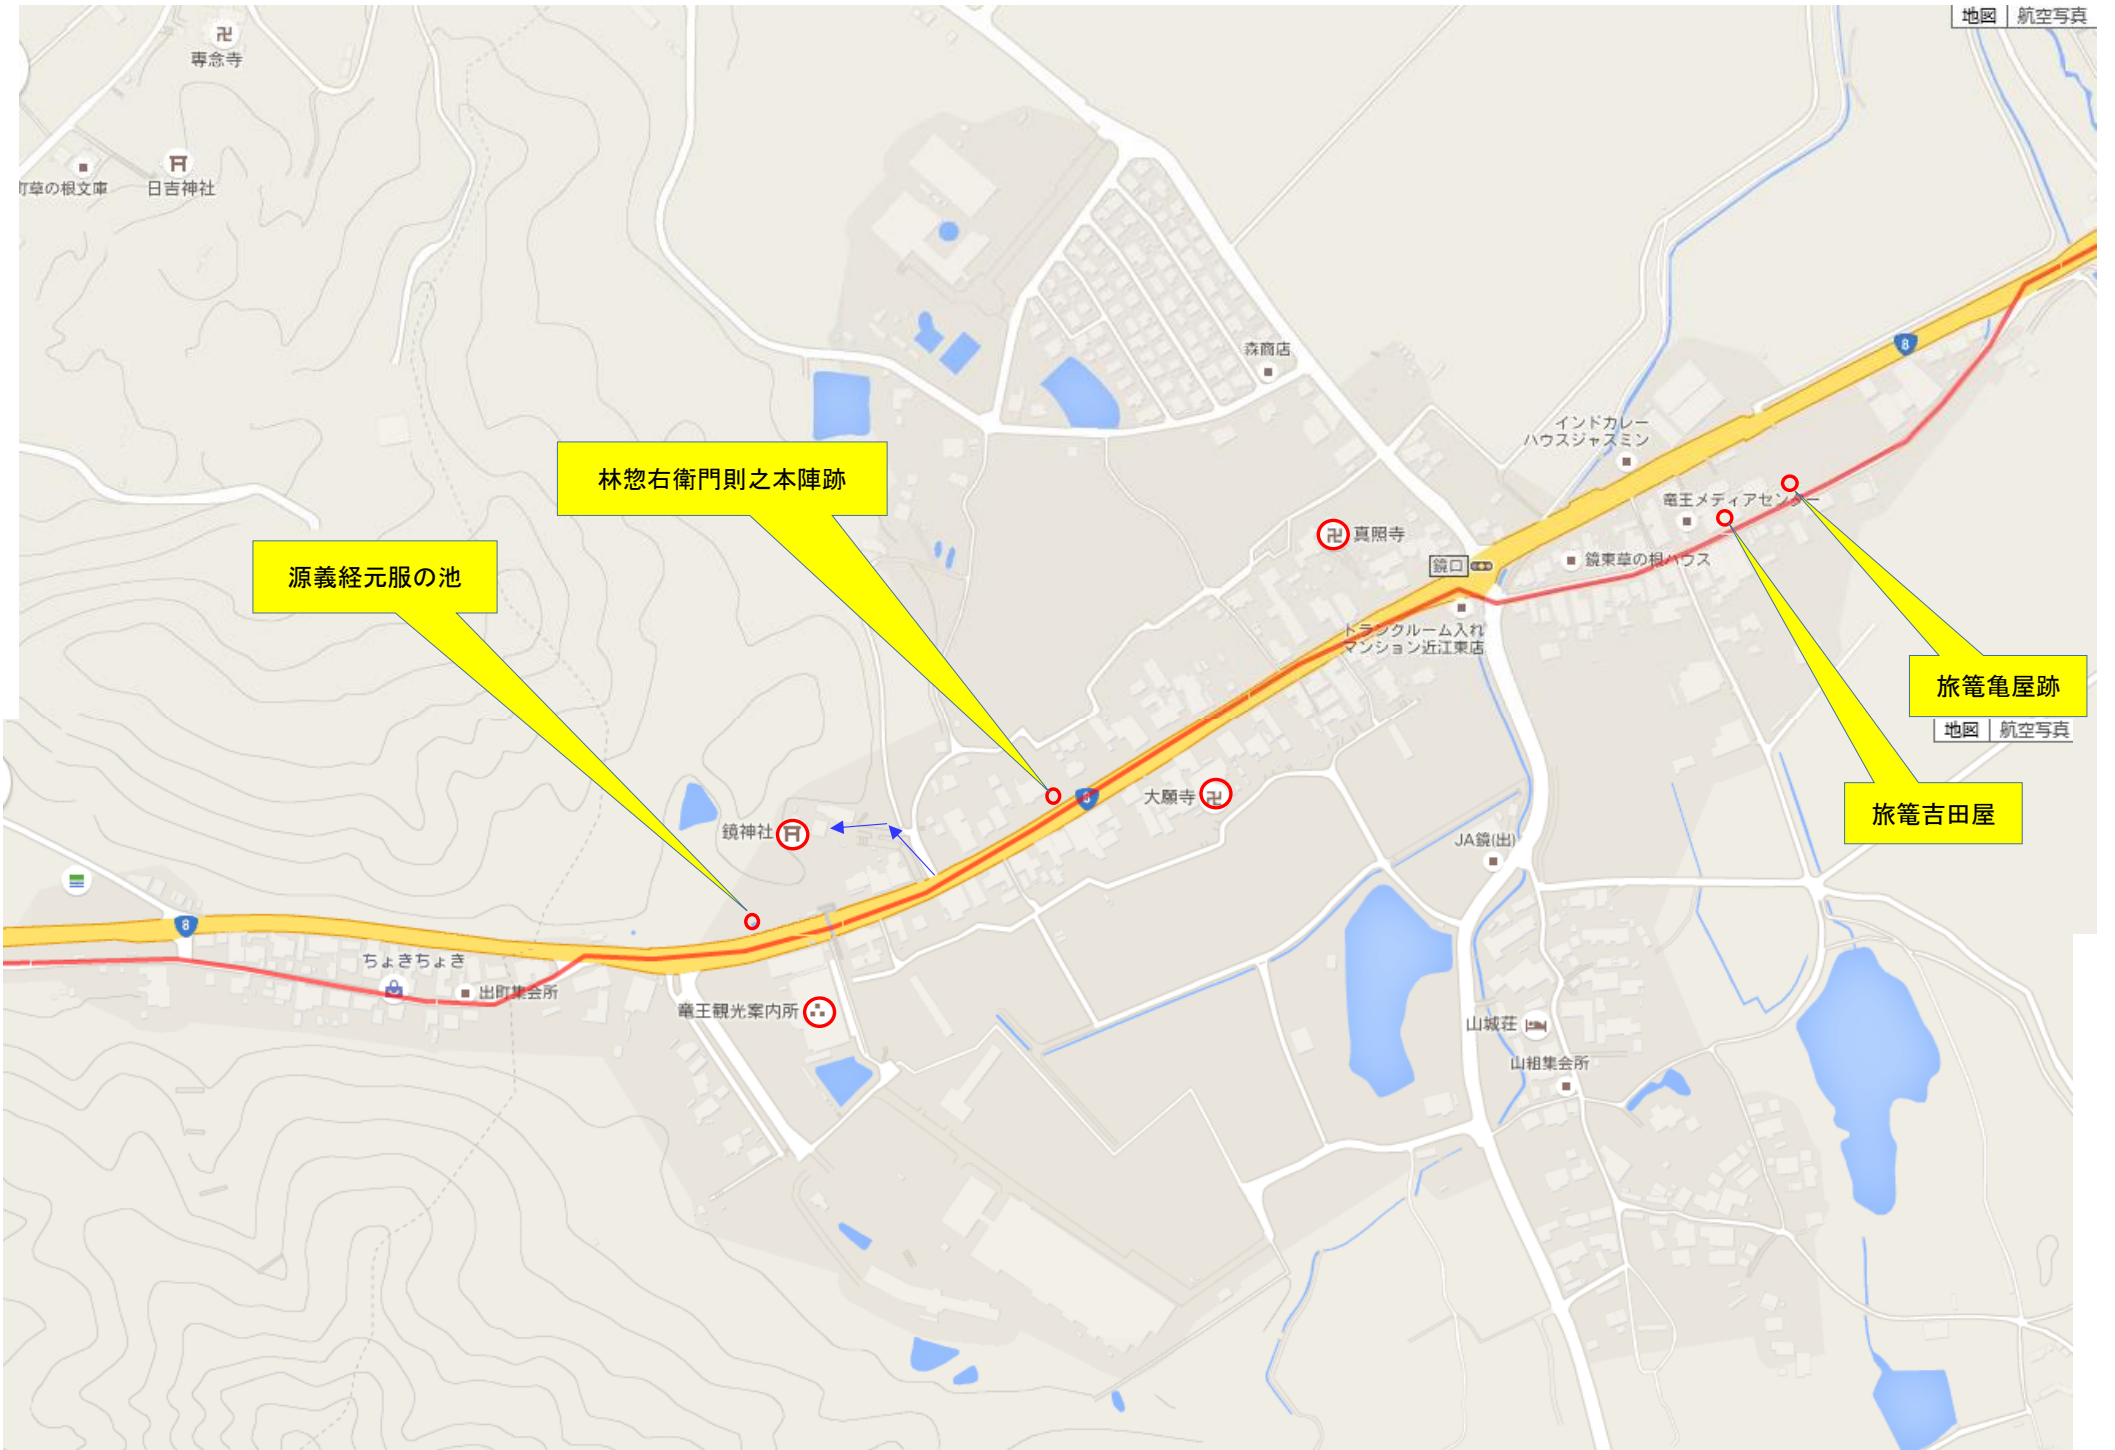 地図 航空写真
専念寺
町草の根文庫
日吉神社
森商店
8
インドカレー
ハウスジャスミン
林惣右衛門則之本陣跡
竜王メディアセンター
真照寺
鏡口
鏡東草の根ハウス
源義経元服の池
トランクルーム入れ
マンション近江東店
旅篭亀屋跡
地図 航空写真
8
大願寺
旅篭吉田屋
鏡神社
JA鏡(出)
8
ちょきちょき
出町集会所
竜王観光案内所
山城荘
山組集会所